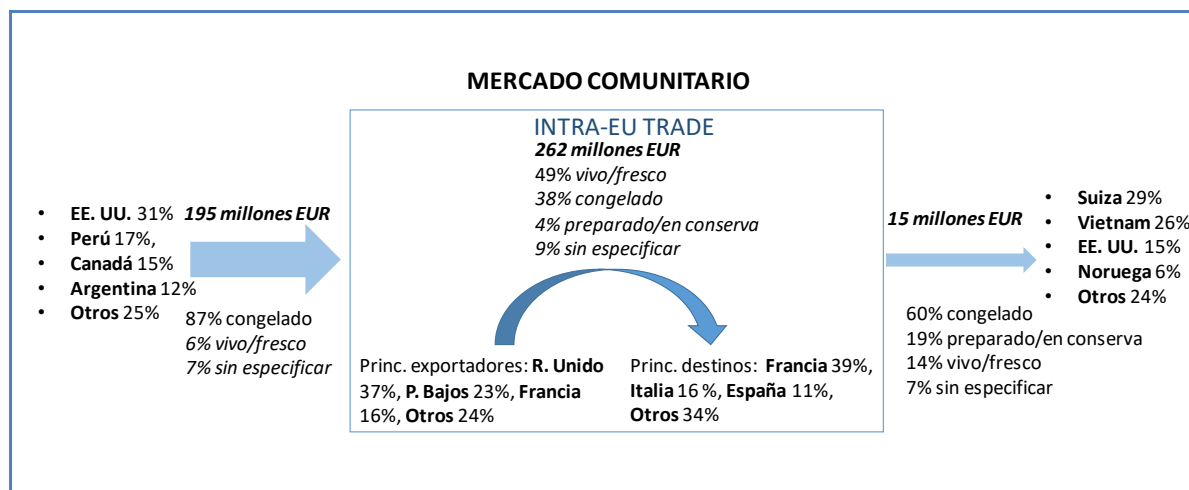 MERCADO COMUNITARIO
INTRA-EU TRADE
262 millones EUR
49% vivo/fresco
38% congelado
4% preparado/en conserva
9% sin especificar
• EE. UU. 31%
• Perú 17%,
• Canadá 15%
• Argentina 12%
• Otros 25%
195 millones EUR
87% congelado
6% vivo/fresco
7% sin especificar
Princ. exportadores: R. Unido
37%, P. Bajos 23%, Francia
16%, Otros 24%
Princ. destinos: Francia 39%,
Italia 16 %, España 11%,
Otros 34%
15 millones EUR
• Suiza 29%
• Vietnam 26%
• EE. UU. 15%
• Noruega 6%
• Otros 24%
60% congelado
19% preparado/en conserva
14% vivo/fresco
7% sin especificar